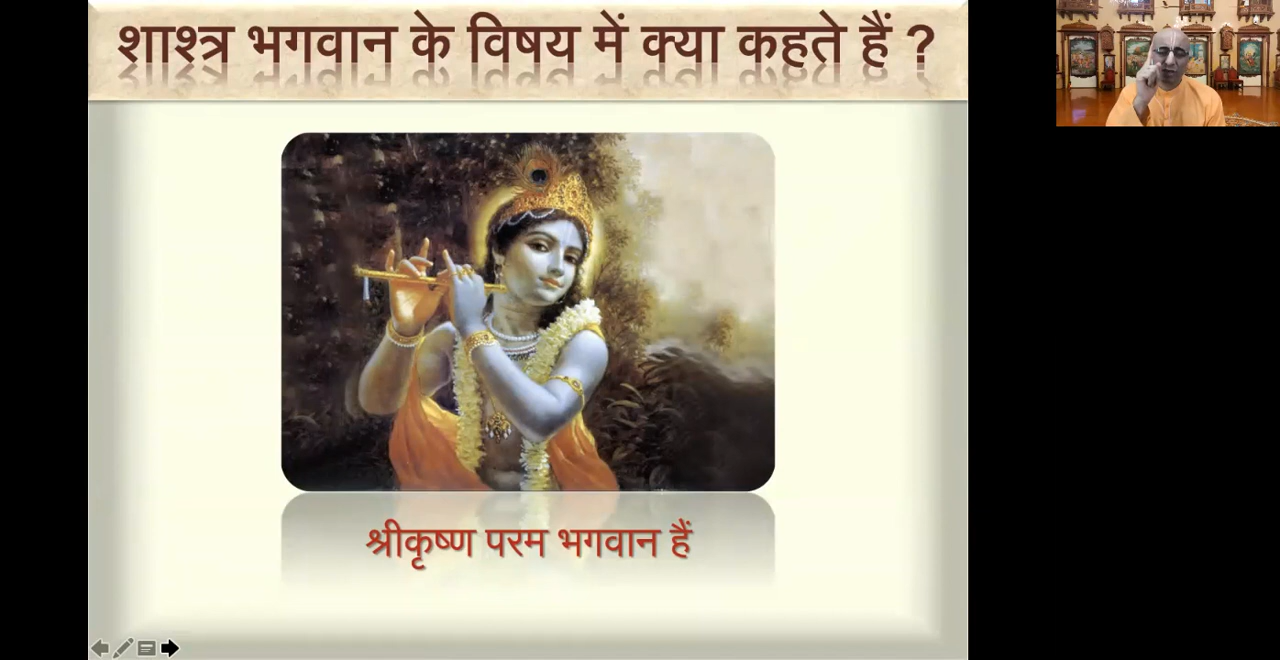 शाश्त्र भगवान के विषय में क्या कहते हैं ?
श्रीकृष्ण परम भगवान हैं